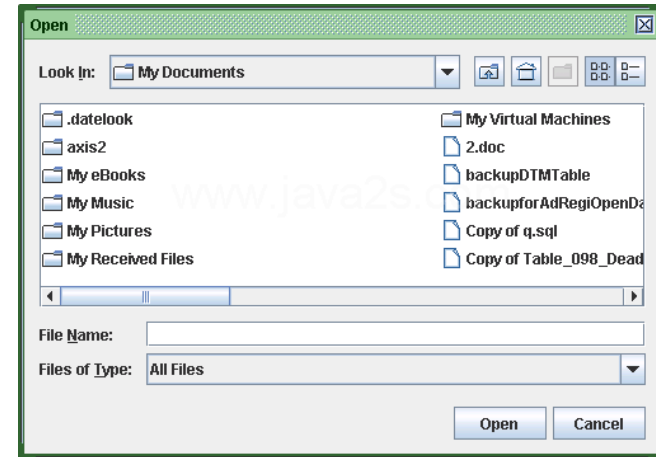 Open
Look In: My Documents
.datelook
axis2
My eBooks
My Music
My Pictures
My Received Files
My Virtual Machines
2.doc
backupDTMTable
backupforAdRegiOpenDa
Copy of q.sql
Copy of Table_098_Dead
www.java2s.com
File Name:
Files of Type: All Files
Open Cancel